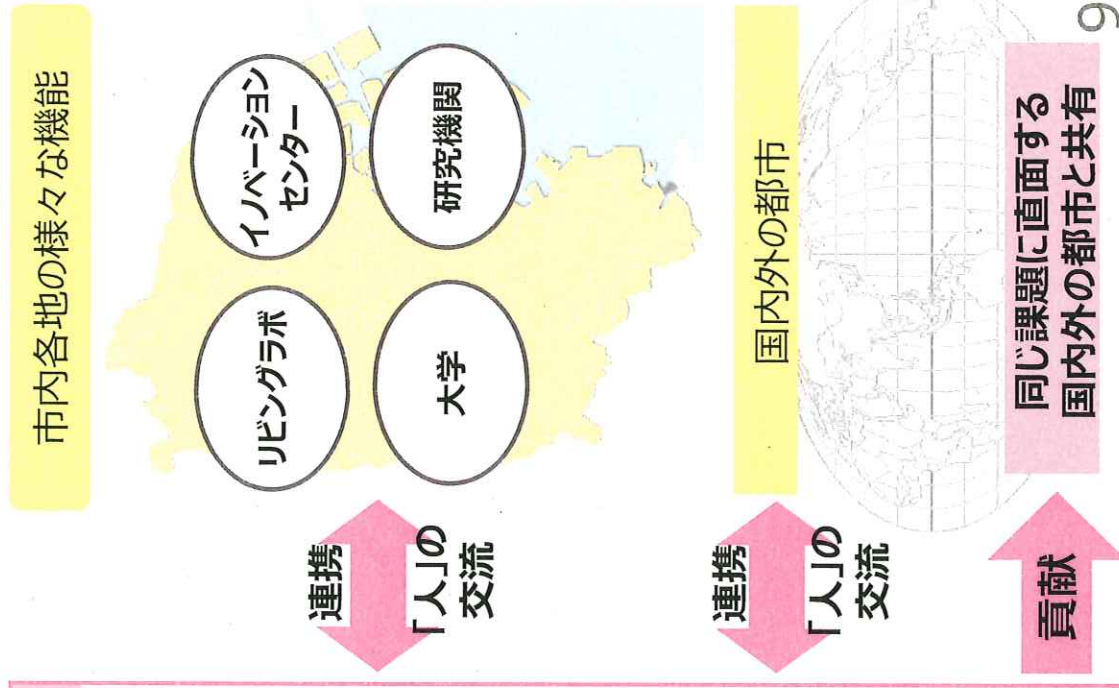 市内各地の様々な機能
リビングラボ
イノベーション
センター
大学
研究機関
連携
「人」の
交流
国内外の都市
連携
「人」の
交流
貢献
同じ課題に直面する
国内外の都市と共有
9